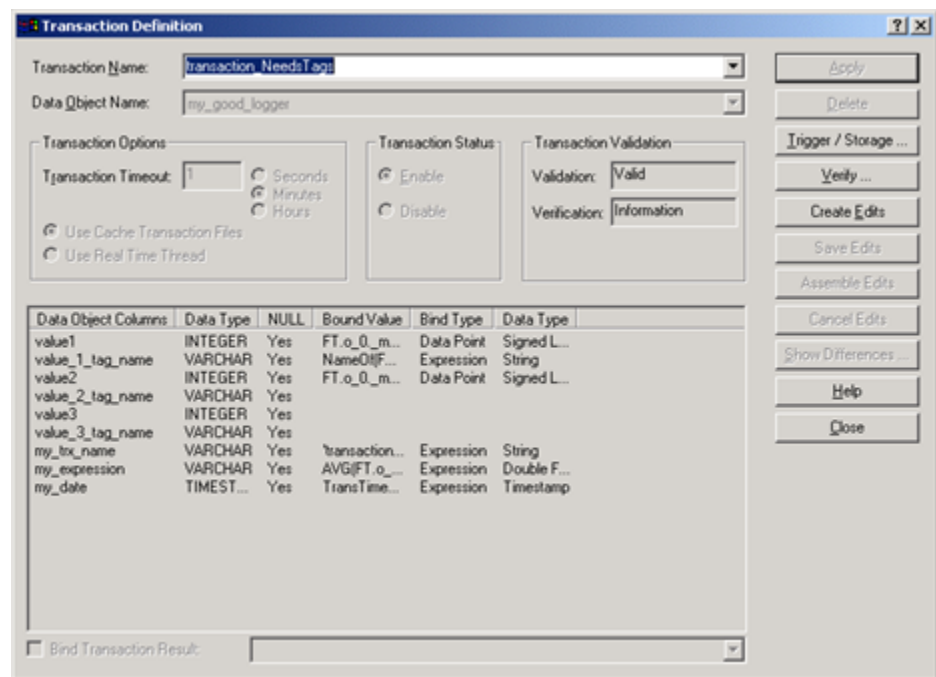 Transaction Definition
Transaction Name: transaction_NeedsTags
Data Object Name: my_good_logger
Transaction Options
Transaction Timeout: 1
Seconds
Minutes
Hours
Use Cache Transaction Files
Use Real Time Thread
Transaction Status
Enable
Disable
Transaction Validation
Validation: Valid
Verification: Information
Apply
Delete
Trigger / Storage ...
Verify ...
Create Edits
Save Edits
Assemble Edits
Cancel Edits
Show Differences ...
Help
Close
Data Object Columns Data Type NULL Bound Value Bind Type Data Type
value1 INTEGER Yes FT.o_0._m... Data Point Signed L...
value_1_tag_name VARCHAR Yes NameOf(F... Expression String
value2 INTEGER Yes FT.o_0._m... Data Point Signed L...
value_2_tag_name VARCHAR Yes
value3 INTEGER Yes
value_3_tag_name VARCHAR Yes
my_trx_name VARCHAR Yes 'transaction... Expression String
my_expression VARCHAR Yes AVG(FT.o_... Expression Double F...
my_date TIMEST... Yes TransTime... Expression Timestamp
Bind Transaction Result: